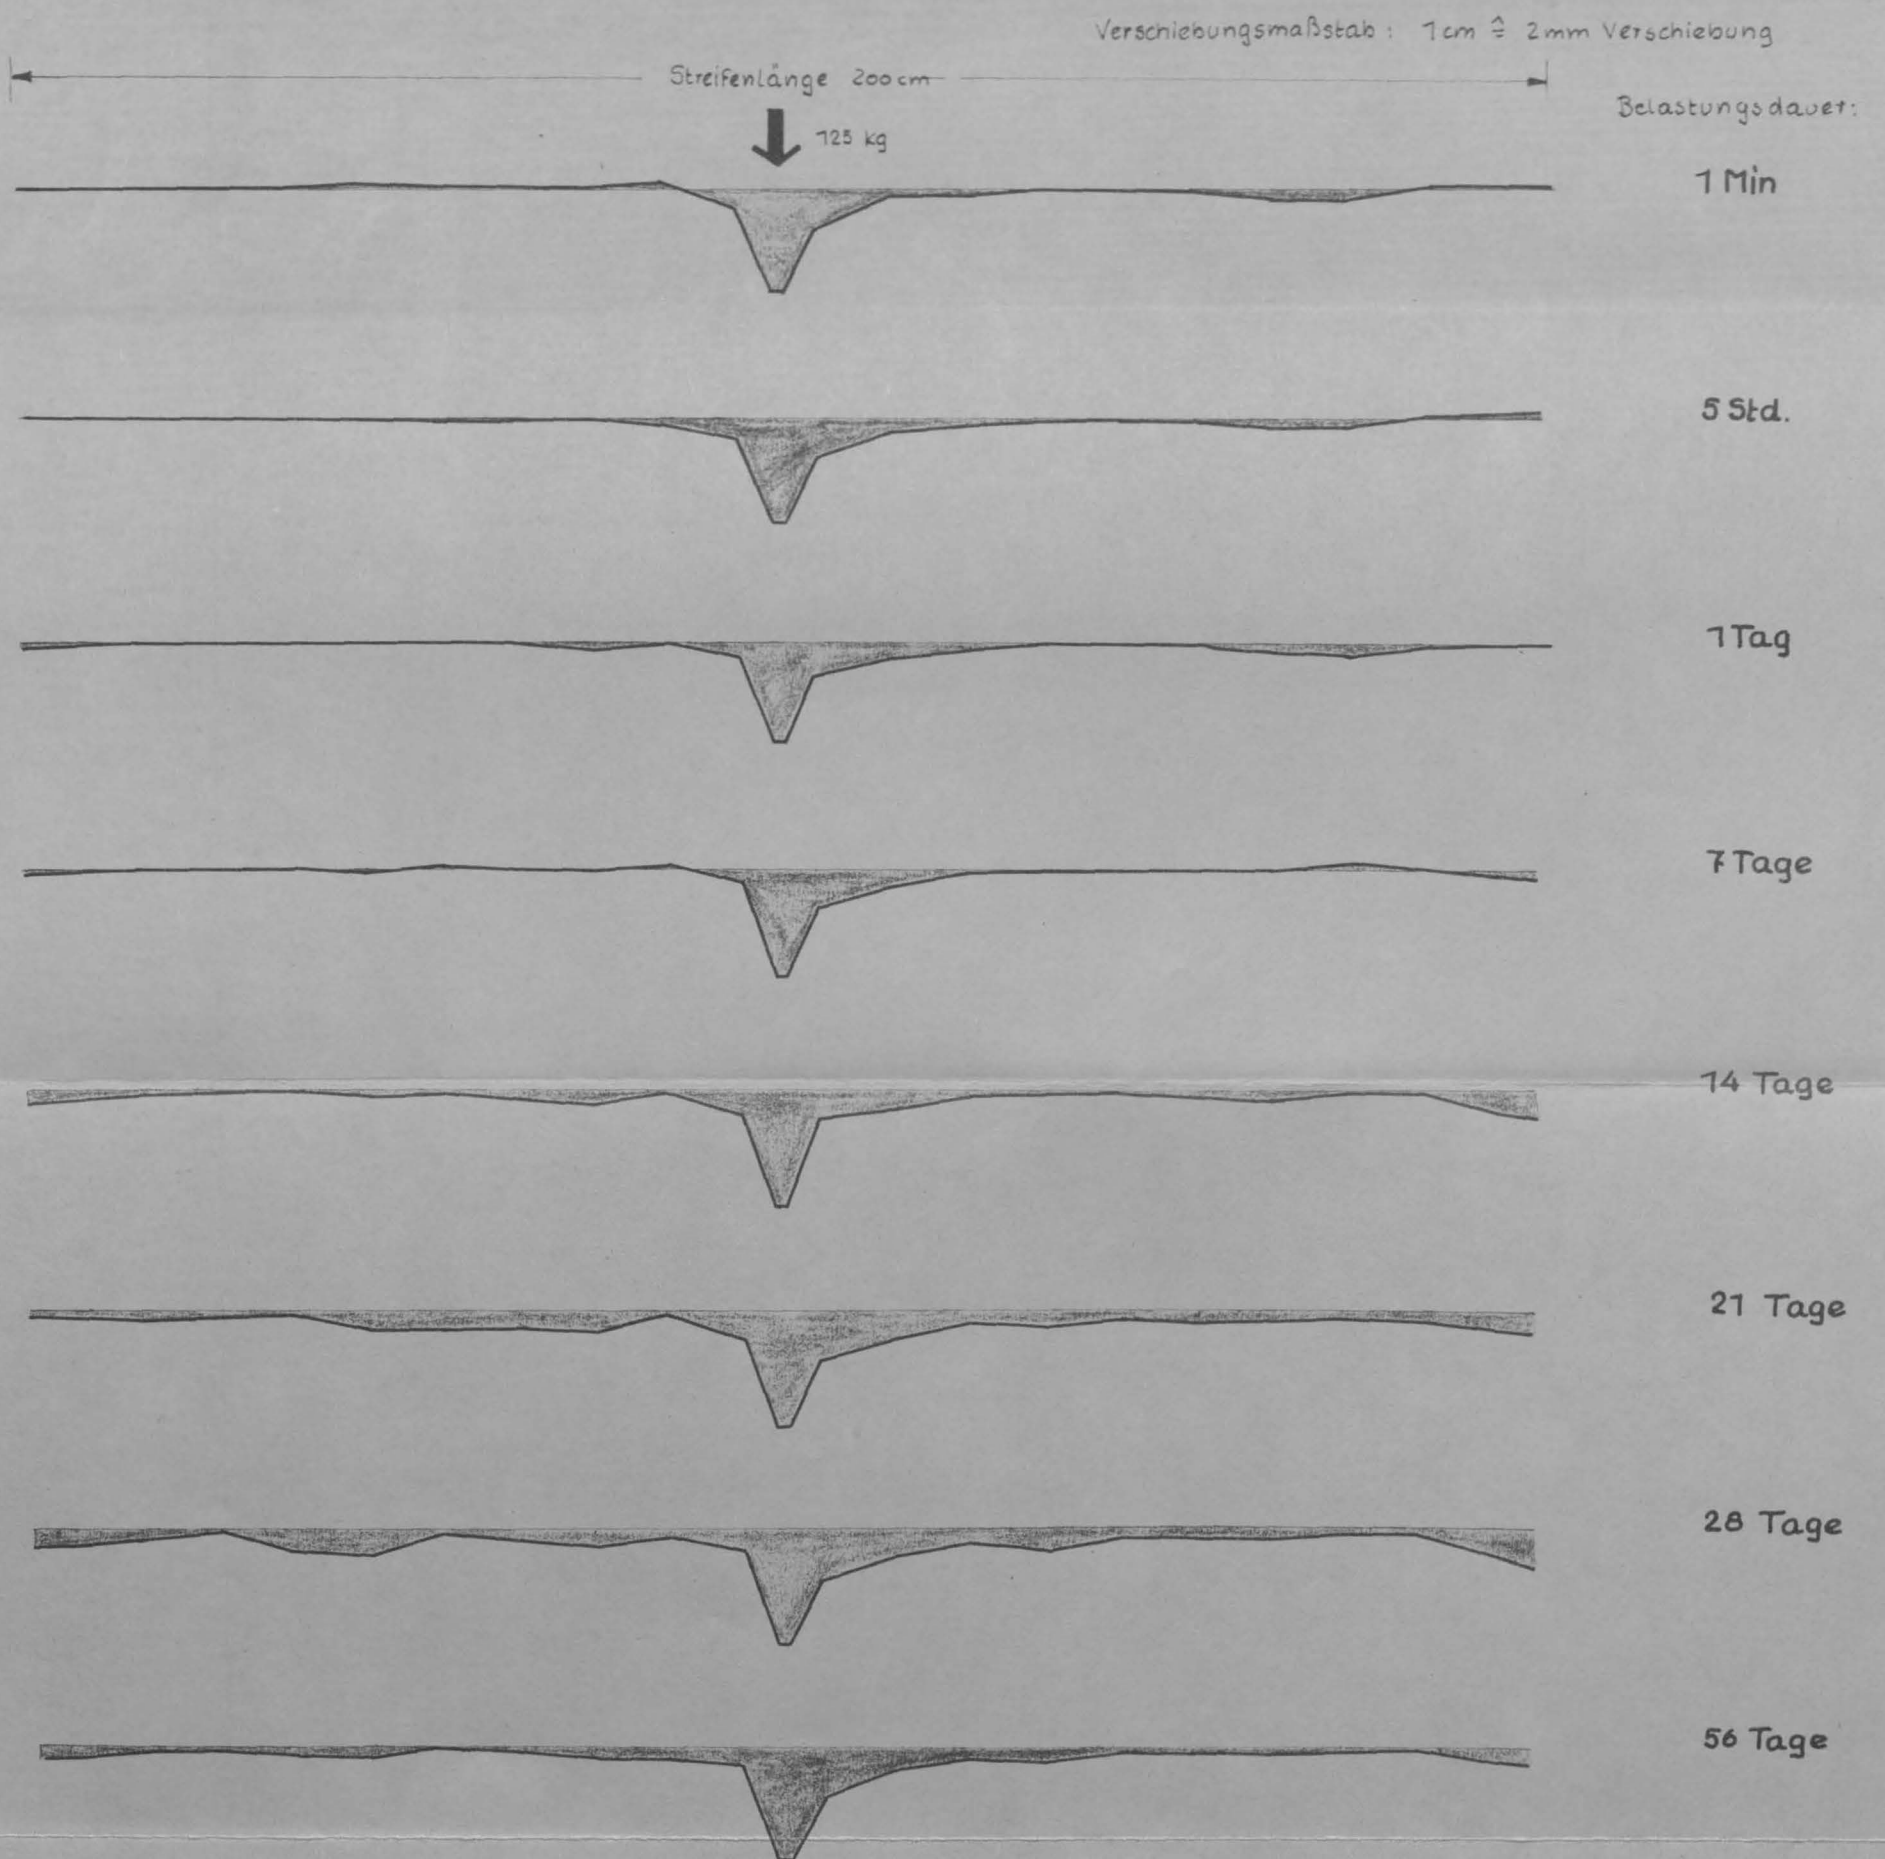 Verschiebungsmaßstab : 1cm ≙ 2mm Verschiebung
Streifenlänge 200cm
Belastungsdauer:
125 kg
1 Min
5 Std.
1 Tag
7 Tage
14 Tage
21 Tage
28 Tage
56 Tage